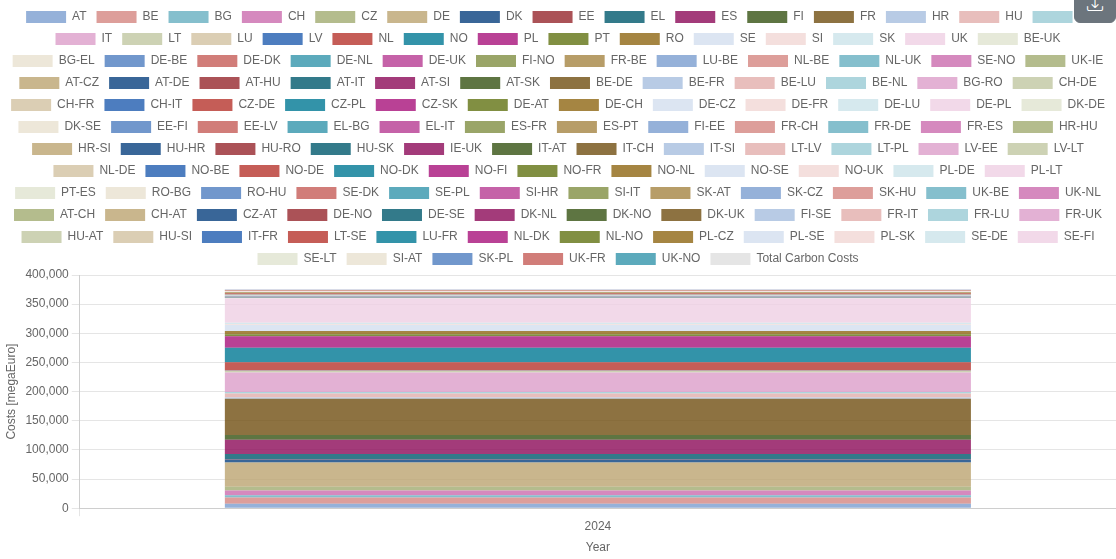 AT BE BG CH CZ DE DK EE EL ES FI FR HR HU
IT LT LU LV NL NO PL PT RO SE SI SK UK BE-UK
BG-EL DE-BE DE-DK DE-NL DE-UK FI-NO FR-BE LU-BE NL-BE NL-UK SE-NO UK-IE
AT-CZ AT-DE AT-HU AT-IT AT-SI AT-SK BE-DE BE-FR BE-LU BE-NL BG-RO CH-DE
CH-FR CH-IT CZ-DE CZ-PL CZ-SK DE-AT DE-CH DE-CZ DE-FR DE-LU DE-PL DK-DE
DK-SE EE-FI EE-LV EL-BG EL-IT ES-FR ES-PT FI-EE FR-CH FR-DE FR-ES HR-HU
HR-SI HU-HR HU-RO HU-SK IE-UK IT-AT IT-CH IT-SI LT-LV LT-PL LV-EE LV-LT
NL-DE NO-BE NO-DE NO-DK NO-FI NO-FR NO-NL NO-SE NO-UK PL-DE PL-LT
PT-ES RO-BG RO-HU SE-DK SE-PL SI-HR SI-IT SK-AT SK-CZ SK-HU UK-BE UK-NL
AT-CH CH-AT CZ-AT DE-NO DE-SE DK-NL DK-NO DK-UK FI-SE FR-IT FR-LU FR-UK
HU-AT HU-SI IT-FR LT-SE LU-FR NL-DK NL-NO PL-CZ PL-SE PL-SK SE-DE SE-FI
SE-LT SI-AT SK-PL UK-FR UK-NO Total Carbon Costs
400,000
350,000
300,000
250,000
200,000
150,000
100,000
50,000
0
Costs [megaEuro]
2024
Year